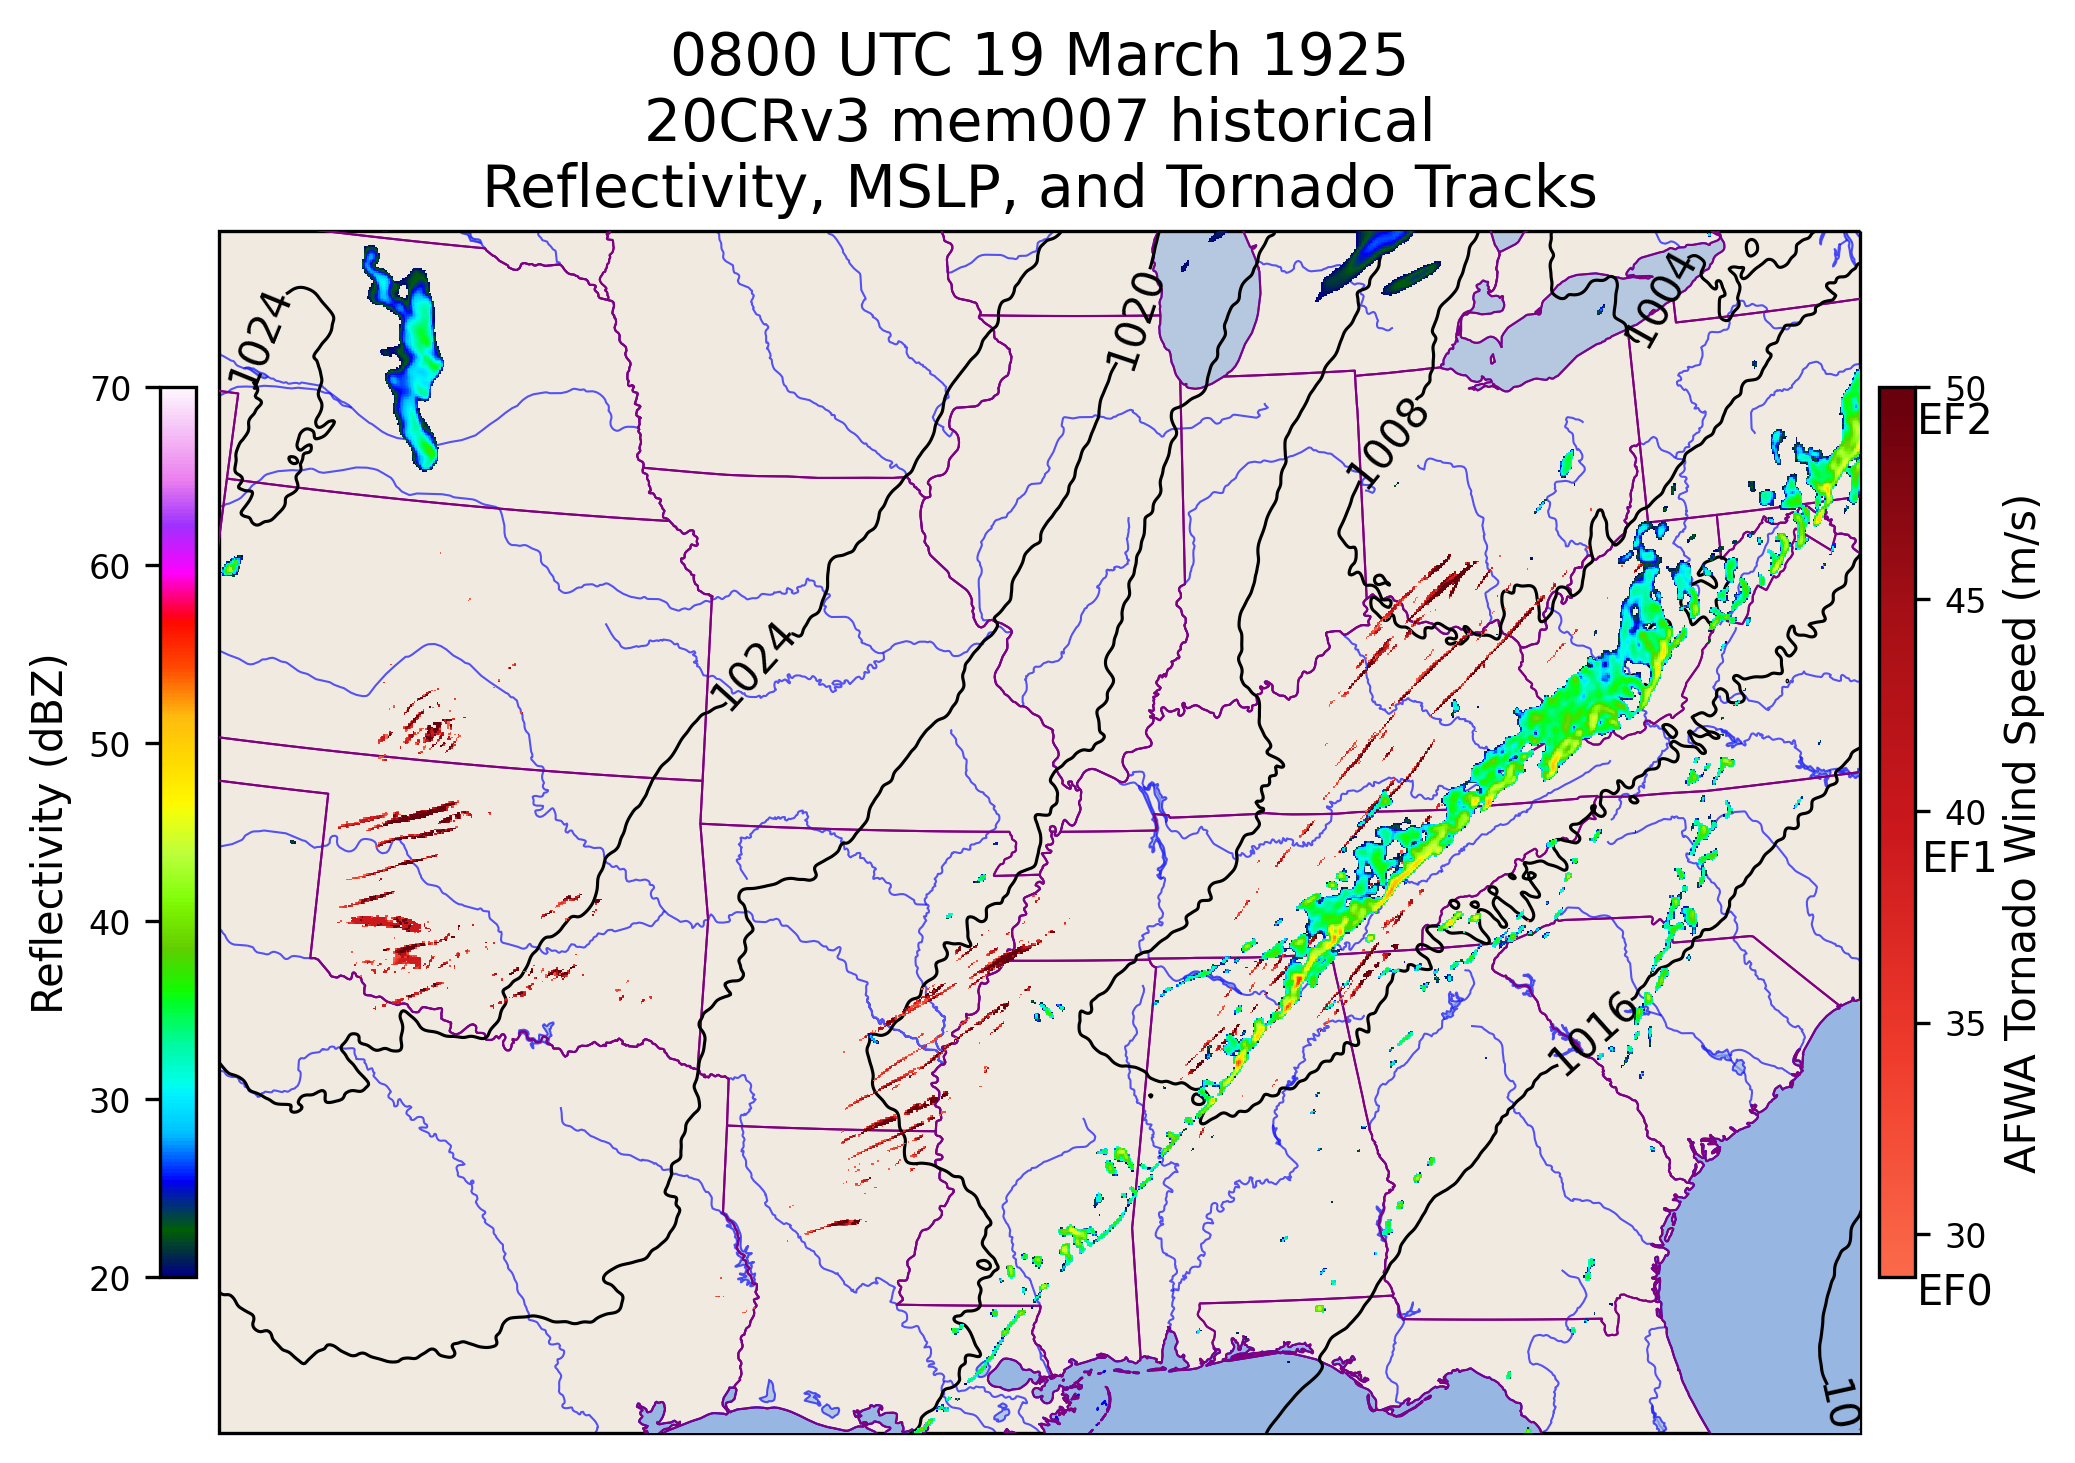 0800 UTC 19 March 1925
20CRv3 mem007 historical
Reflectivity, MSLP, and Tornado Tracks
Reflectivity (dBZ)
70
60
50
40
30
20
1024
1020
1004
1008
1024
1016
10
50
EF2
45
40
EF1
35
30
EF0
AFWA Tornado Wind Speed (m/s)